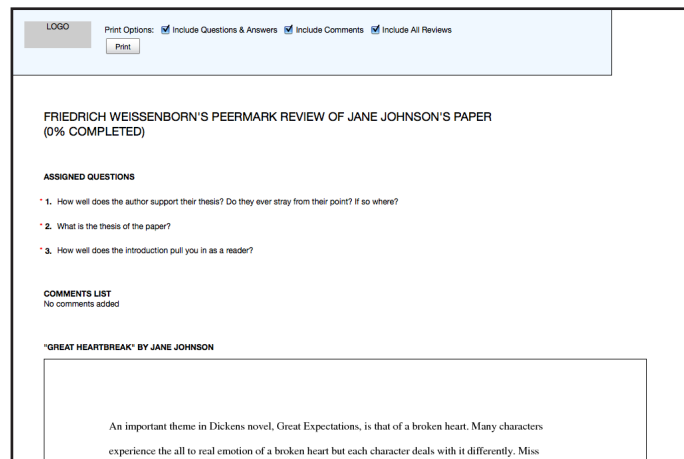 LOGO
Print Options: Include Questions & Answers Include Comments Include All Reviews
Print
FRIEDRICH WEISSENBORN'S PEERMARK REVIEW OF JANE JOHNSON'S PAPER
(0% COMPLETED)
ASSIGNED QUESTIONS
* 1. How well does the author support their thesis? Do they ever stray from their point? If so where?
* 2. What is the thesis of the paper?
* 3. How well does the introduction pull you in as a reader?
COMMENTS LIST
No comments added
"GREAT HEARTBREAK" BY JANE JOHNSON
An important theme in Dickens novel, Great Expectations, is that of a broken heart. Many characters
experience the all to real emotion of a broken heart but each character deals with it differently. Miss